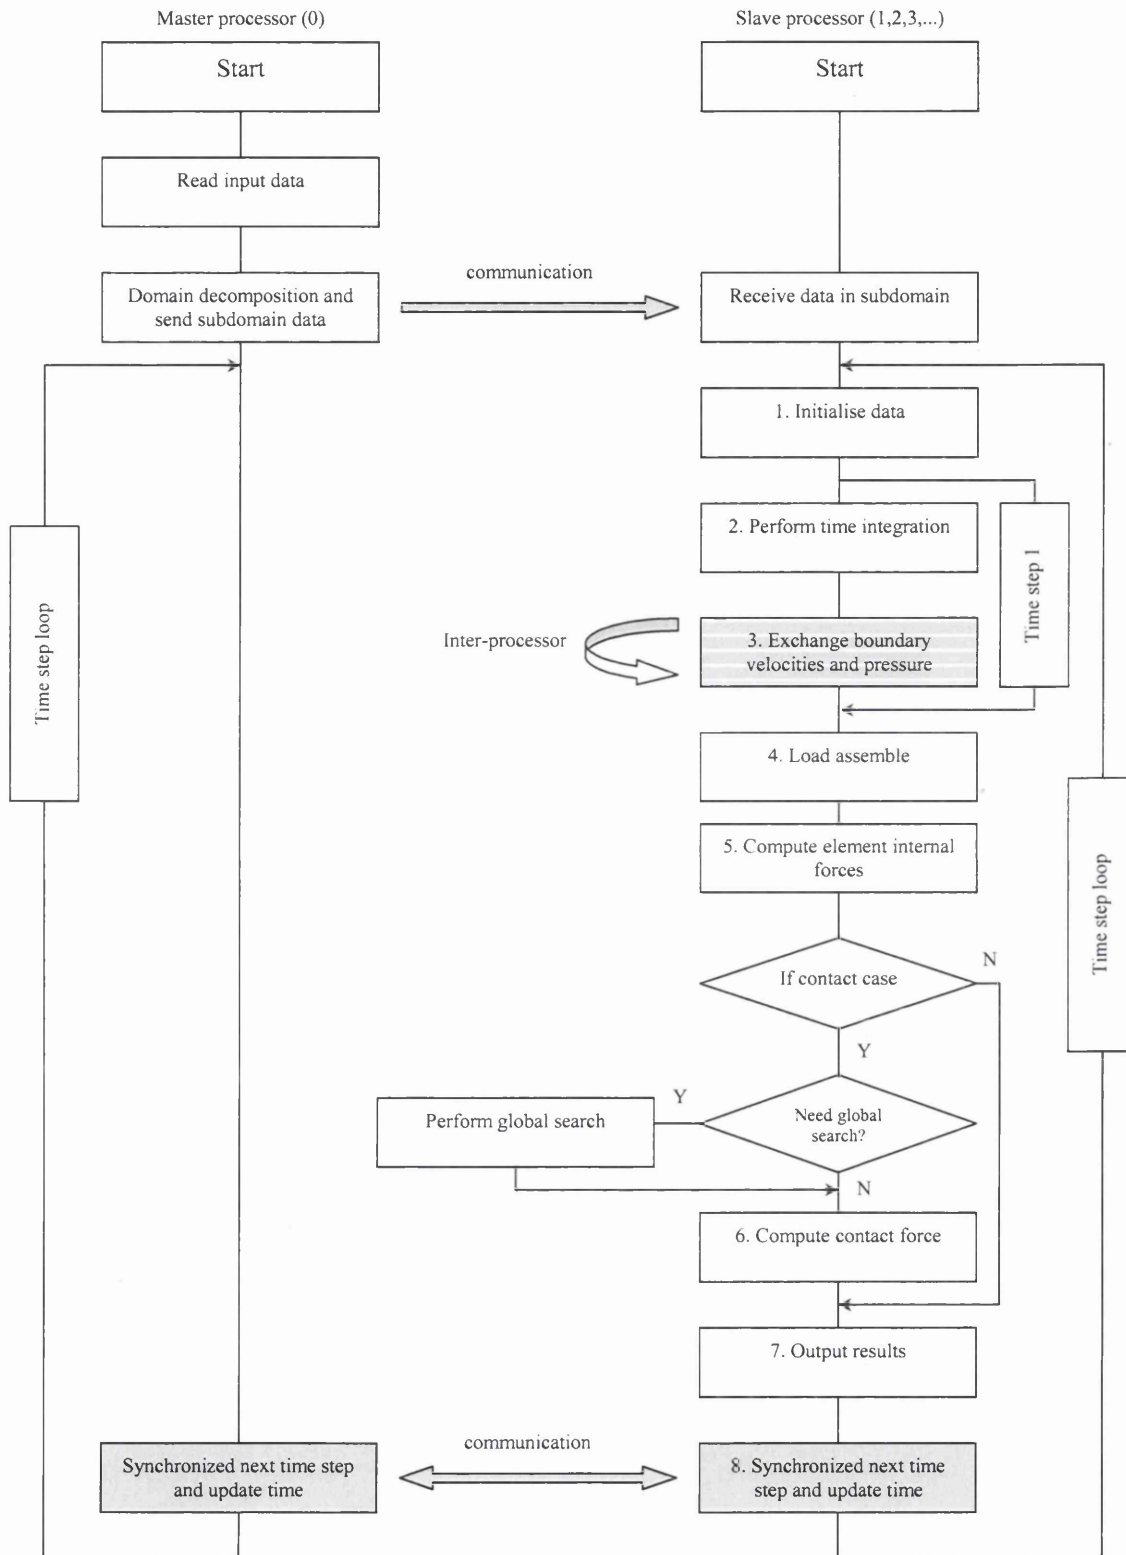 Master processor (0)
Slave processor (1,2,3,...)
Start
Start
Read input data
Domain decomposition and
send subdomain data
communication
Receive data in subdomain
1. Initialise data
2. Perform time integration
Time step 1
Inter-processor
3. Exchange boundary
velocities and pressure
Time step loop
4. Load assemble
5. Compute element internal
forces
Time step loop
If contact case
N
Y
Perform global search
Y
Need global
search?
N
6. Compute contact force
7. Output results
Synchronized next time step
and update time
communication
8. Synchronized next time
step and update time